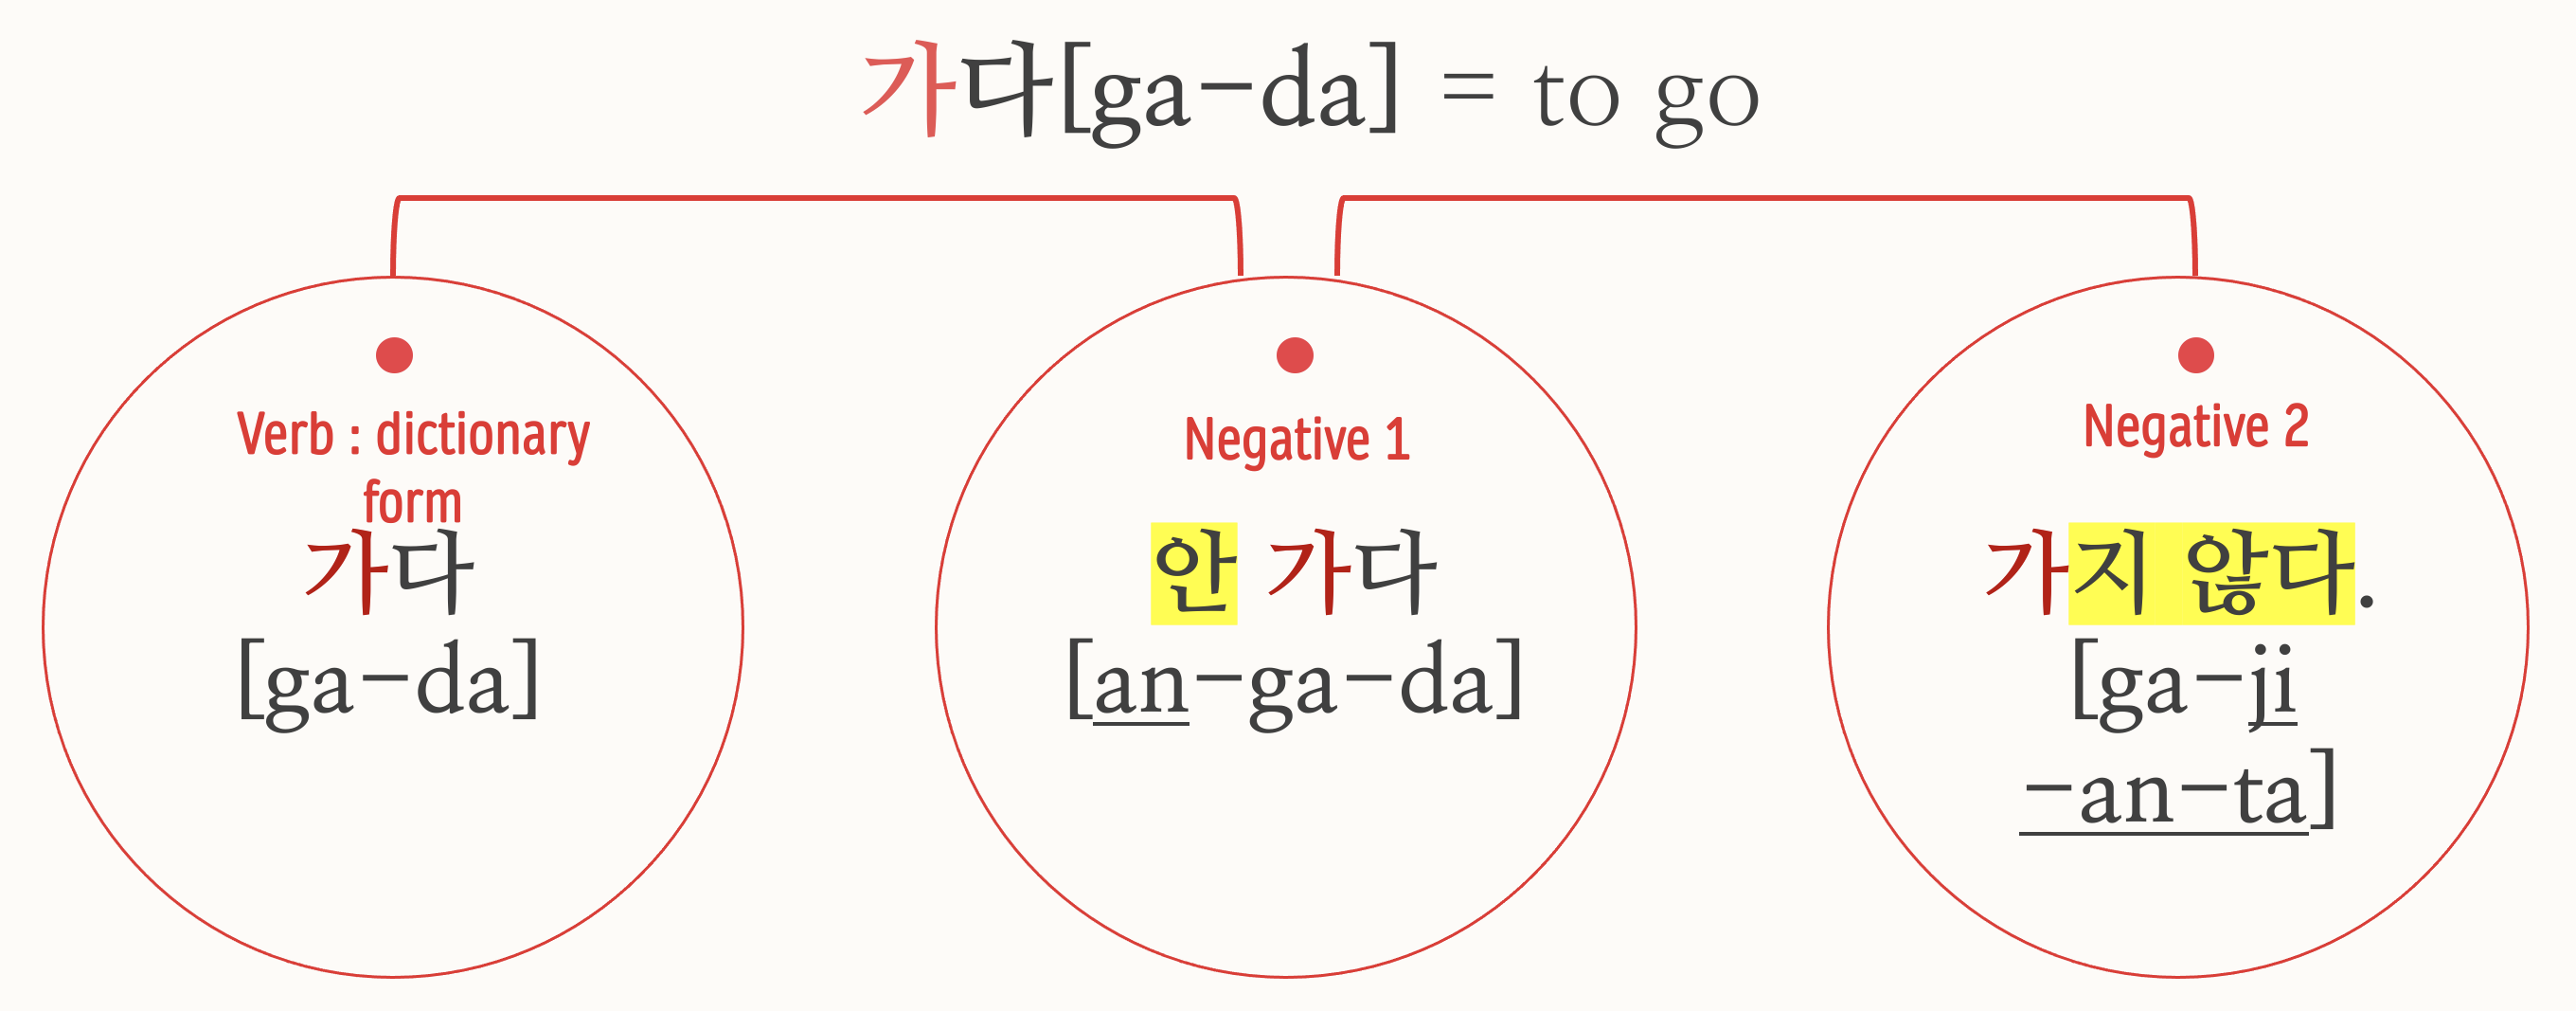 가다[ga-da] = to go
Verb : dictionary
form
가다
[ga-da]
Negative 1
안 가다
[an-ga-da]
Negative 2
가지 않다.
[ga-ji
-an-ta]